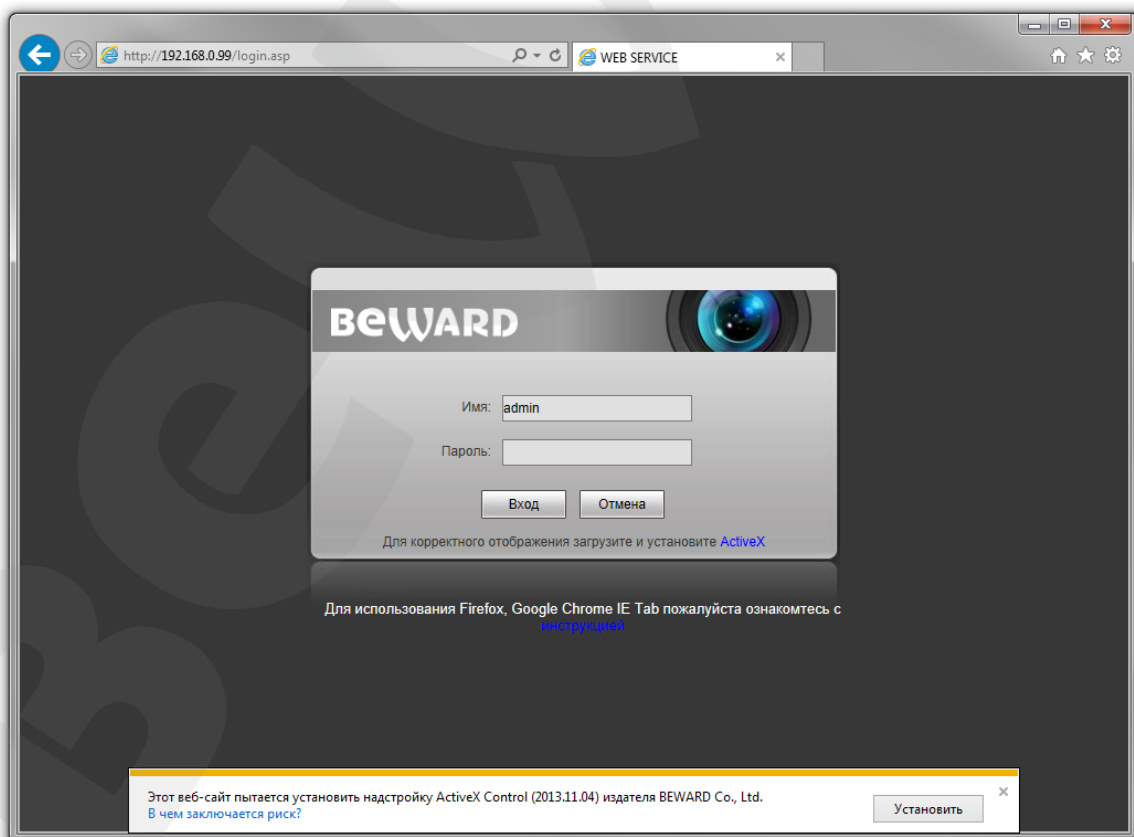 http://192.168.0.99/login.asp
WEB SERVICE
BEWARD
Имя: admin
Пароль:
Вход Отмена
Для корректного отображения загрузите и установите ActiveX
Для использования Firefox, Google Chrome IE Tab пожалуйста ознакомтесь с
инструкцией
Этот веб-сайт пытается установить надстройку ActiveX Control (2013.11.04) издателя BEWARD Co., Ltd.
В чем заключается риск?
Установить